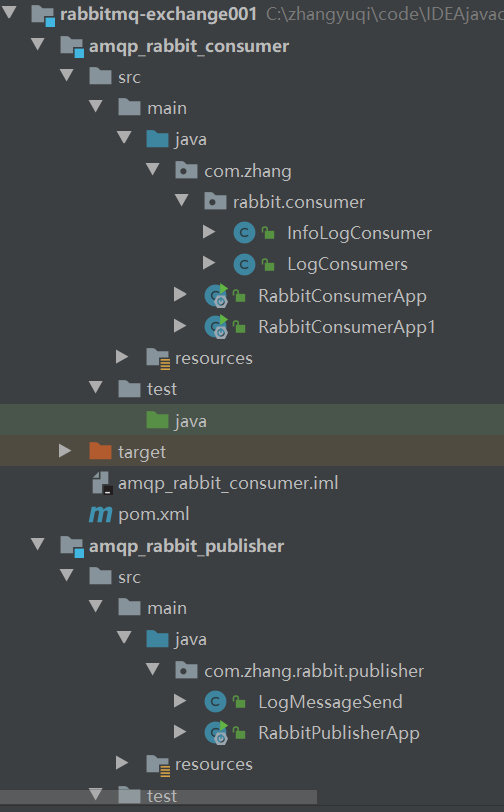 rabbitmq-exchange001 C:\zhangyuqi\code\IDEAjavac
amqp_rabbit_consumer
src
main
java
com.zhang
rabbit.consumer
InfoLogConsumer
LogConsumers
RabbitConsumerApp
RabbitConsumerApp1
resources
test
java
target
amqp_rabbit_consumer.iml
pom.xml
amqp_rabbit_publisher
src
main
java
com.zhang.rabbit.publisher
LogMessageSend
RabbitPublisherApp
resources
test